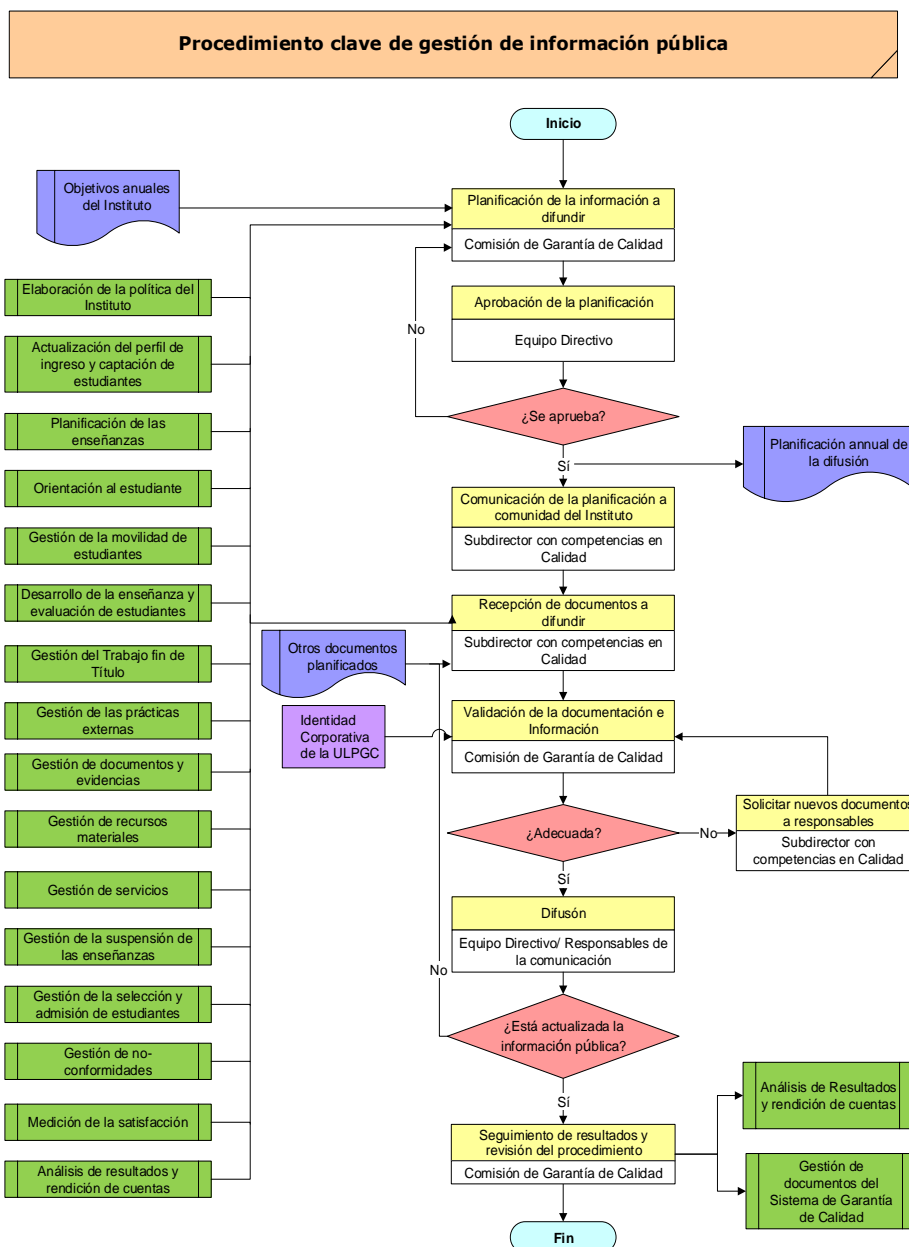 Procedimiento clave de gestión de información pública
Inicio
Objetivos anuales
del Instituto
Planificación de la información a
difundir
Comisión de Garantía de Calidad
Elaboración de la política del
Instituto
Aprobación de la planificación
Equipo Directivo
No
Actualización del perfil de
ingreso y captación de
estudiantes
¿Se aprueba?
Planificación de las
enseñanzas
Sí
Planificación anual de
la difusión
Orientación al estudiante
Comunicación de la planificación a
comunidad del Instituto
Subdirector con competencias en
Calidad
Gestión de la movilidad de
estudiantes
Desarrollo de la enseñanza y
evaluación de estudiantes
Recepción de documentos a
difundir
Subdirector con competencias en
Calidad
Otros documentos
planificados
Gestión del Trabajo fin de
Título
Gestión de las prácticas
externas
Identidad
Corporativa
de la ULPGC
Validación de la documentación e
Información
Comisión de Garantía de Calidad
Gestión de documentos y
evidencias
Gestión de recursos
materiales
¿Adecuada?
No
Solicitar nuevos documentos
a responsables
Subdirector con
competencias en Calidad
Sí
Gestión de servicios
Difusón
Equipo Directivo/ Responsables de
la comunicación
Gestión de la suspensión de
las enseñanzas
No
Gestión de la selección y
admisión de estudiantes
¿Está actualizada la
información pública?
Gestión de no-
conformidades
Sí
Análisis de Resultados
y rendición de cuentas
Medición de la satisfacción
Seguimiento de resultados y
revisión del procedimiento
Comisión de Garantía de Calidad
Análisis de resultados y
rendición de cuentas
Gestión de
documentos del
Sistema de Garantía
de Calidad
Fin